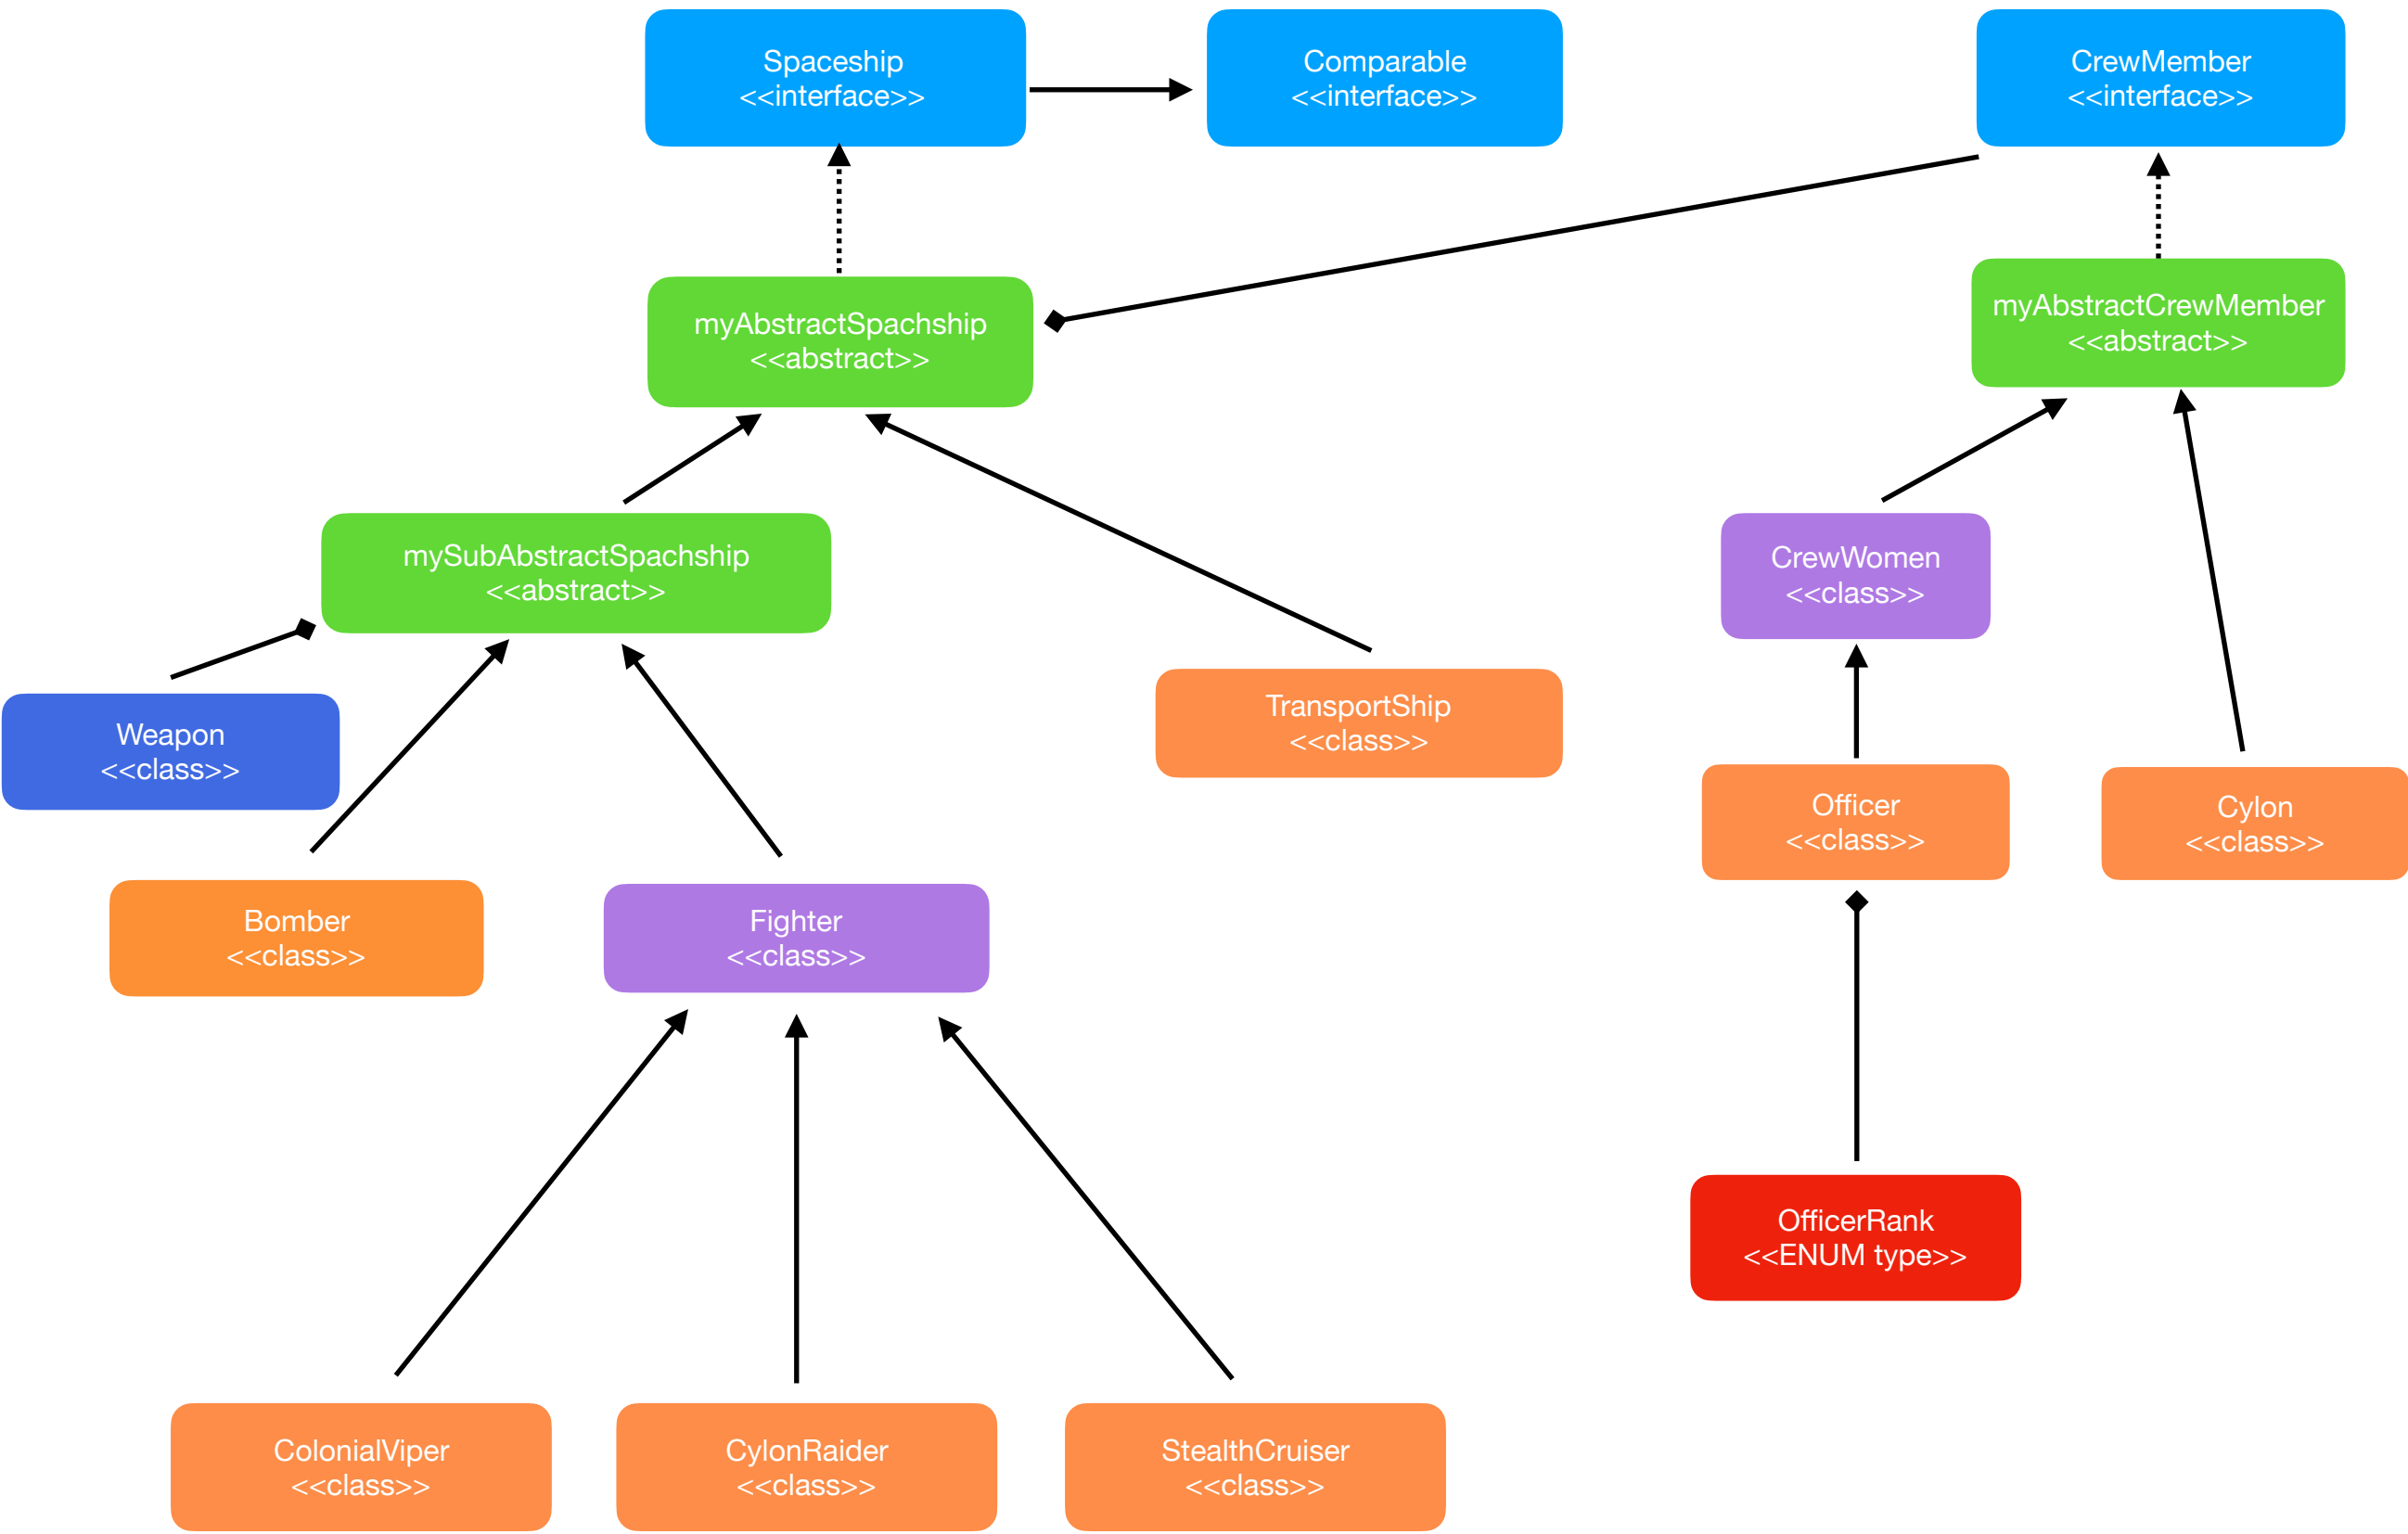 Spaceship
<<interface>>
Comparable
<<interface>>
CrewMember
<<interface>>
myAbstractSpachship
<<abstract>>
myAbstractCrewMember
<<abstract>>
mySubAbstractSpachship
<<abstract>>
CrewWomen
<<class>>
Weapon
<<class>>
TransportShip
<<class>>
Officer
<<class>>
Cylon
<<class>>
Bomber
<<class>>
Fighter
<<class>>
OfficerRank
<<ENUM type>>
ColonialViper
<<class>>
CylonRaider
<<class>>
StealthCruiser
<<class>>